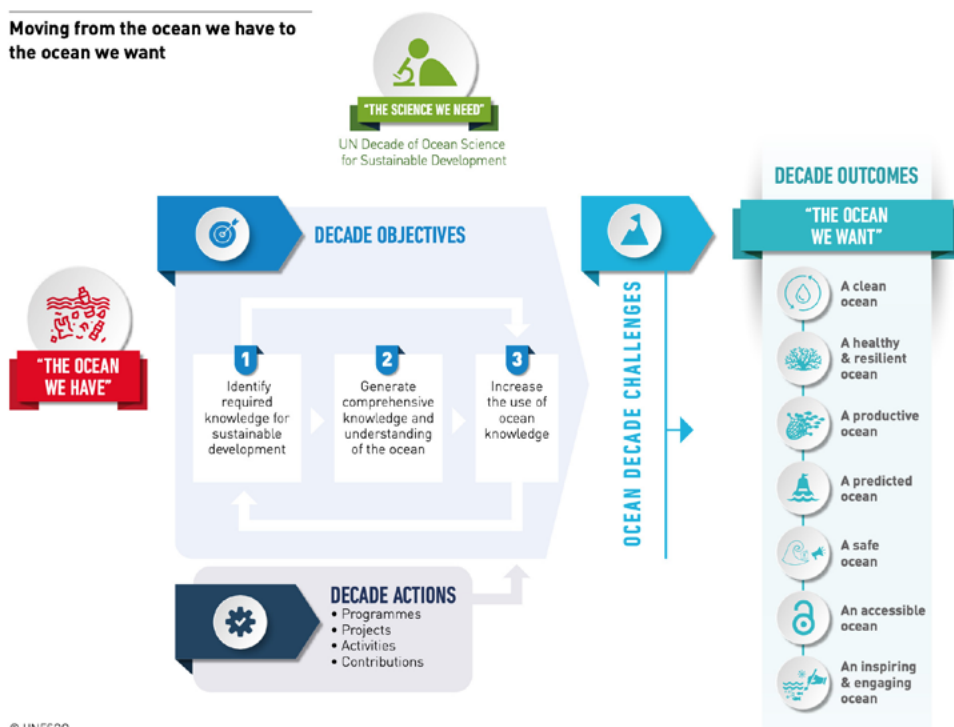 Moving from the ocean we have to
the ocean we want
"THE SCIENCE WE NEED"
UN Decade of Ocean Science
for Sustainable Development
"THE OCEAN
WE HAVE"
DECADE OBJECTIVES
1
Identify
required
knowledge for
sustainable
development
2
Generate
comprehensive
knowledge and
understanding
of the ocean
3
Increase
the use of
ocean
knowledge
DECADE ACTIONS
• Programmes
• Projects
• Activities
• Contributions
OCEAN DECADE CHALLENGES
DECADE OUTCOMES
"THE OCEAN
WE WANT"
A clean
ocean
A healthy
& resilient
ocean
A productive
ocean
A predicted
ocean
A safe
ocean
An accessible
ocean
An inspiring
& engaging
ocean